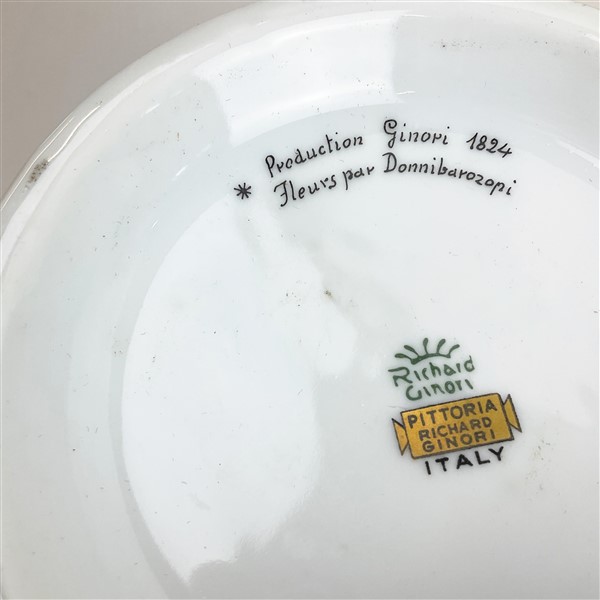 Production Ginori 1824
* Fleurs par Donnibarozopi
Richard
Ginori
PITTORIA
RICHARD
GINORI
ITALY